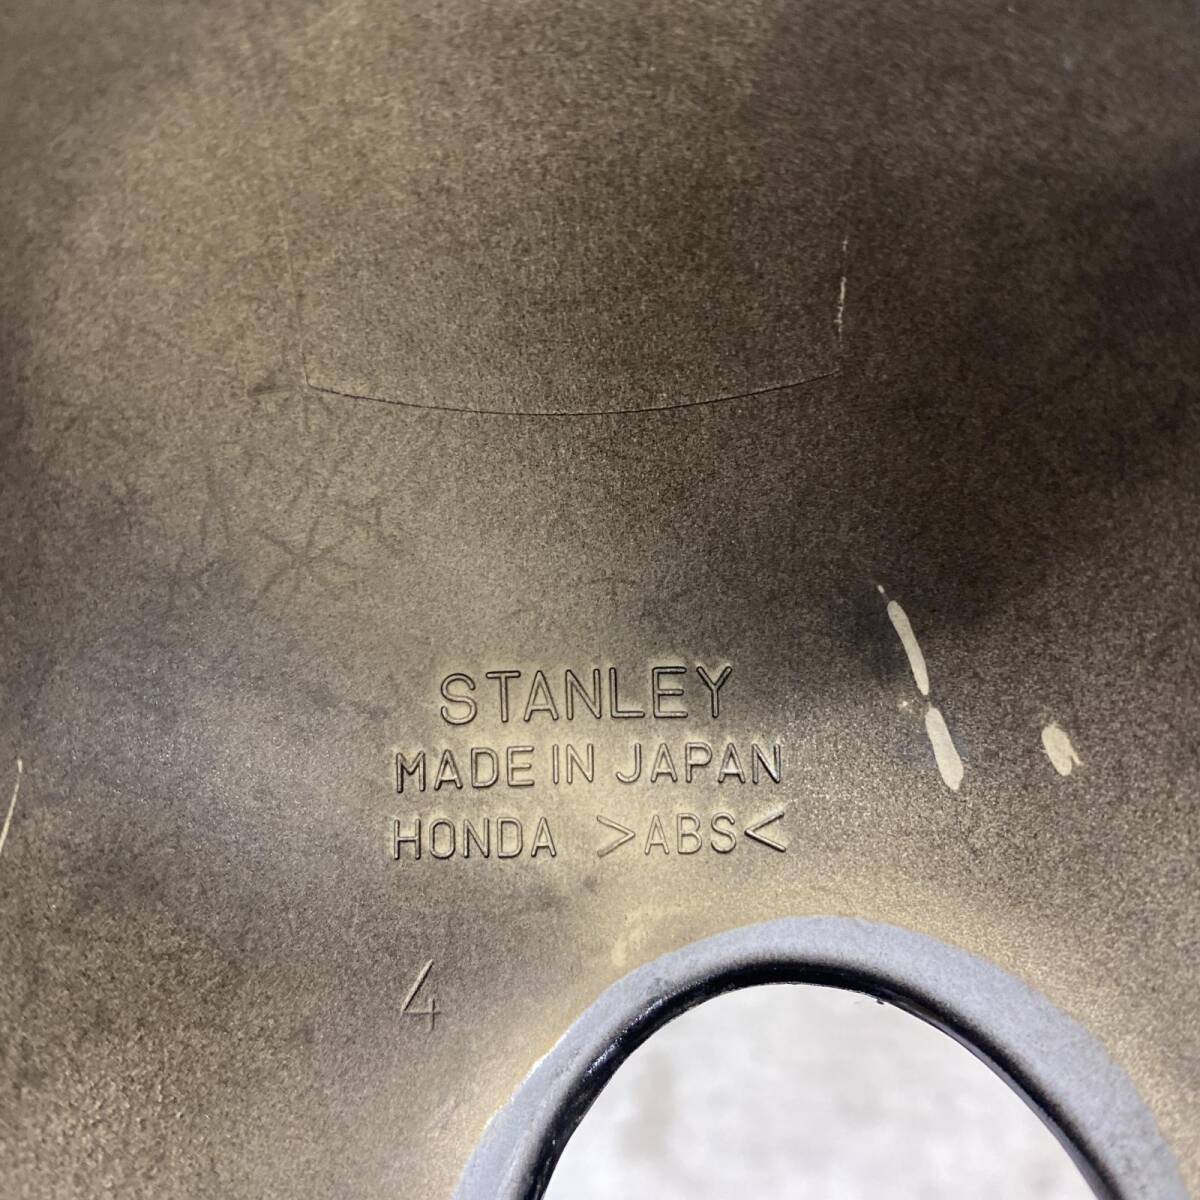 STANLEY
MADE IN JAPAN
HONDA >ABS<
4